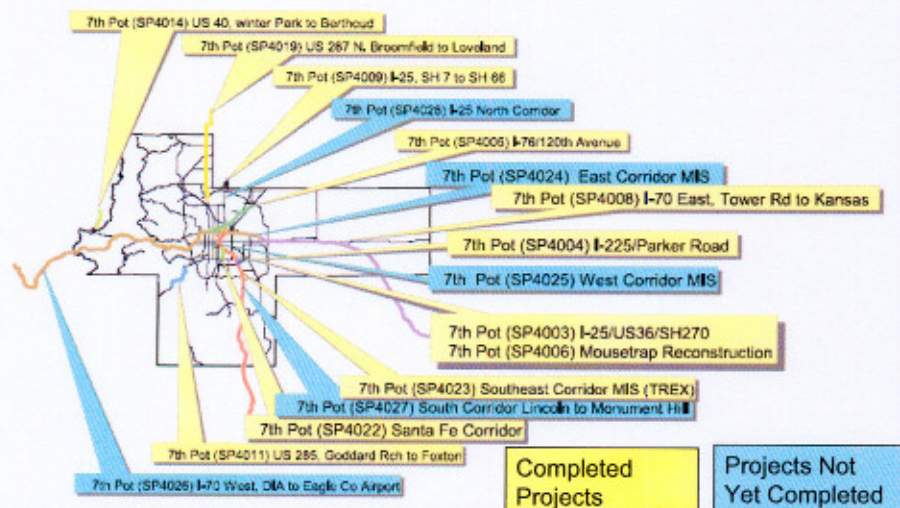 7th Pot (SP4014) US 40, winter Park to Berthoud
7th Pot (SP4019) US 287 N, Broomfield to Loveland
7th Pot (SP4009) I-25, SH 7 to SH 66
7th Pot (SP4028) I-25 North Corridor
7th Pot (SP4005) I-76/120th Avenue
7th Pot (SP4024) East Corridor MIS
7th Pot (SP4008) I-70 East, Tower Rd to Kansas
7th Pot (SP4004) I-225/Parker Road
7th Pot (SP4025) West Corridor MIS
7th Pot (SP4003) I-25/US36/SH270
7th Pot (SP4006) Mousetrap Reconstruction
7th Pot (SP4023) Southeast Corridor MIS (TREX)
7th Pot (SP4027) South Corridor Lincoln to Monument Hill
7th Pot (SP4022) Santa Fe Corridor
7th Pot (SP4011) US 285, Goddard Rch to Foxton
7th Pot (SP4026) I-70 West, DIA to Eagle Co Airport
Completed
Projects
Projects Not
Yet Completed